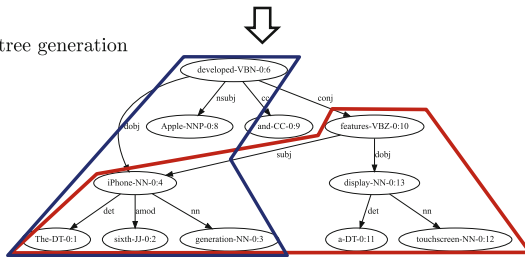 tree generation
developed-VBN-0:6
dobj
nsubj
cc
conj
Apple-NNP-0:8
and-CC-0:9
features-VBZ-0:10
subj
dobj
iPhone-NN-0:4
display-NN-0:13
det
amod
nn
det
nn
The-DT-0:1
sixth-JJ-0:2
generation-NN-0:3
a-DT-0:11
touchscreen-NN-0:12